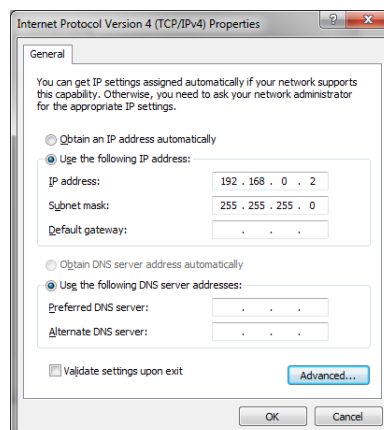 Internet Protocol Version 4 (TCP/IPv4) Properties
General
You can get IP settings assigned automatically if your network supports
this capability. Otherwise, you need to ask your network administrator
for the appropriate IP settings.
Obtain an IP address automatically
Use the following IP address:
IP address: 192 . 168 . 0 . 2
Subnet mask: 255 . 255 . 255 . 0
Default gateway: . . .
Obtain DNS server address automatically
Use the following DNS server addresses:
Preferred DNS server: . . .
Alternate DNS server: . . .
Validate settings upon exit
Advanced...
OK Cancel